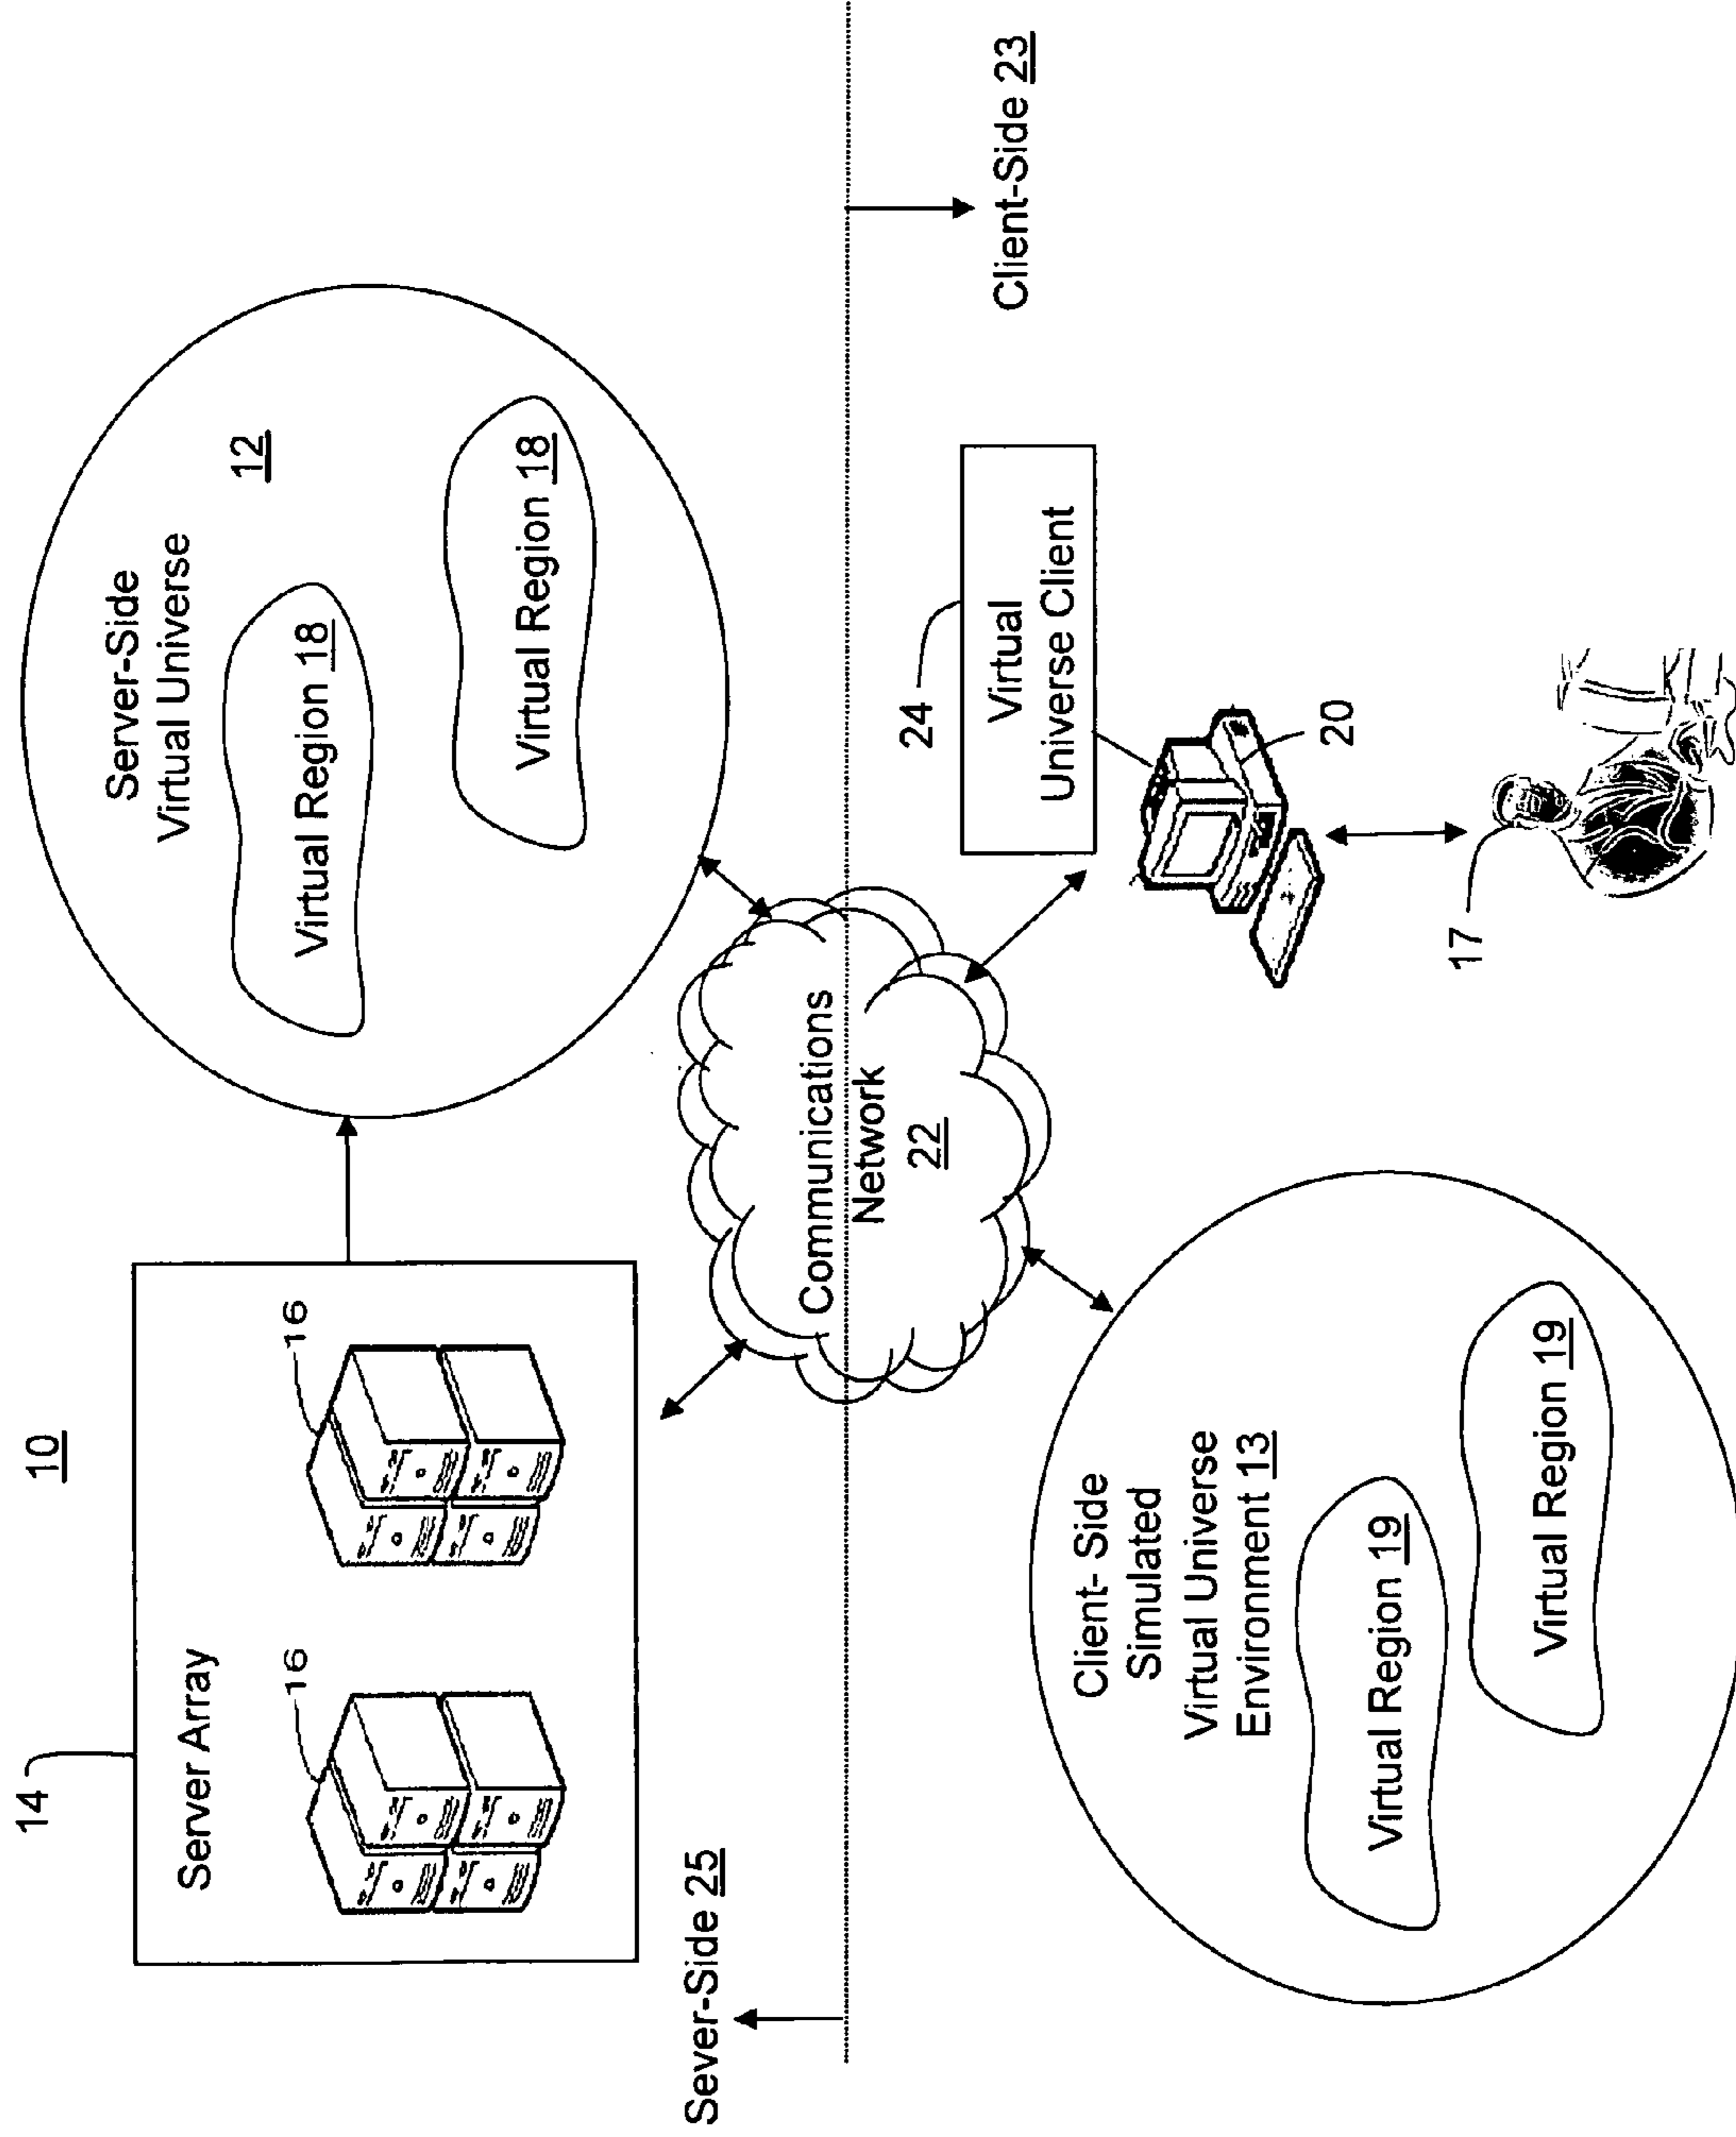 10
14
Server Array
16
16
Server-Side
Virtual Universe
12
Virtual Region 18
Virtual Region 18
Sever-Side 25
Communications
Network
22
Client-Side 23
Client- Side
Simulated
Virtual Universe
Environment 13
Virtual Region 19
Virtual Region 19
24
Virtual
Universe Client
20
17